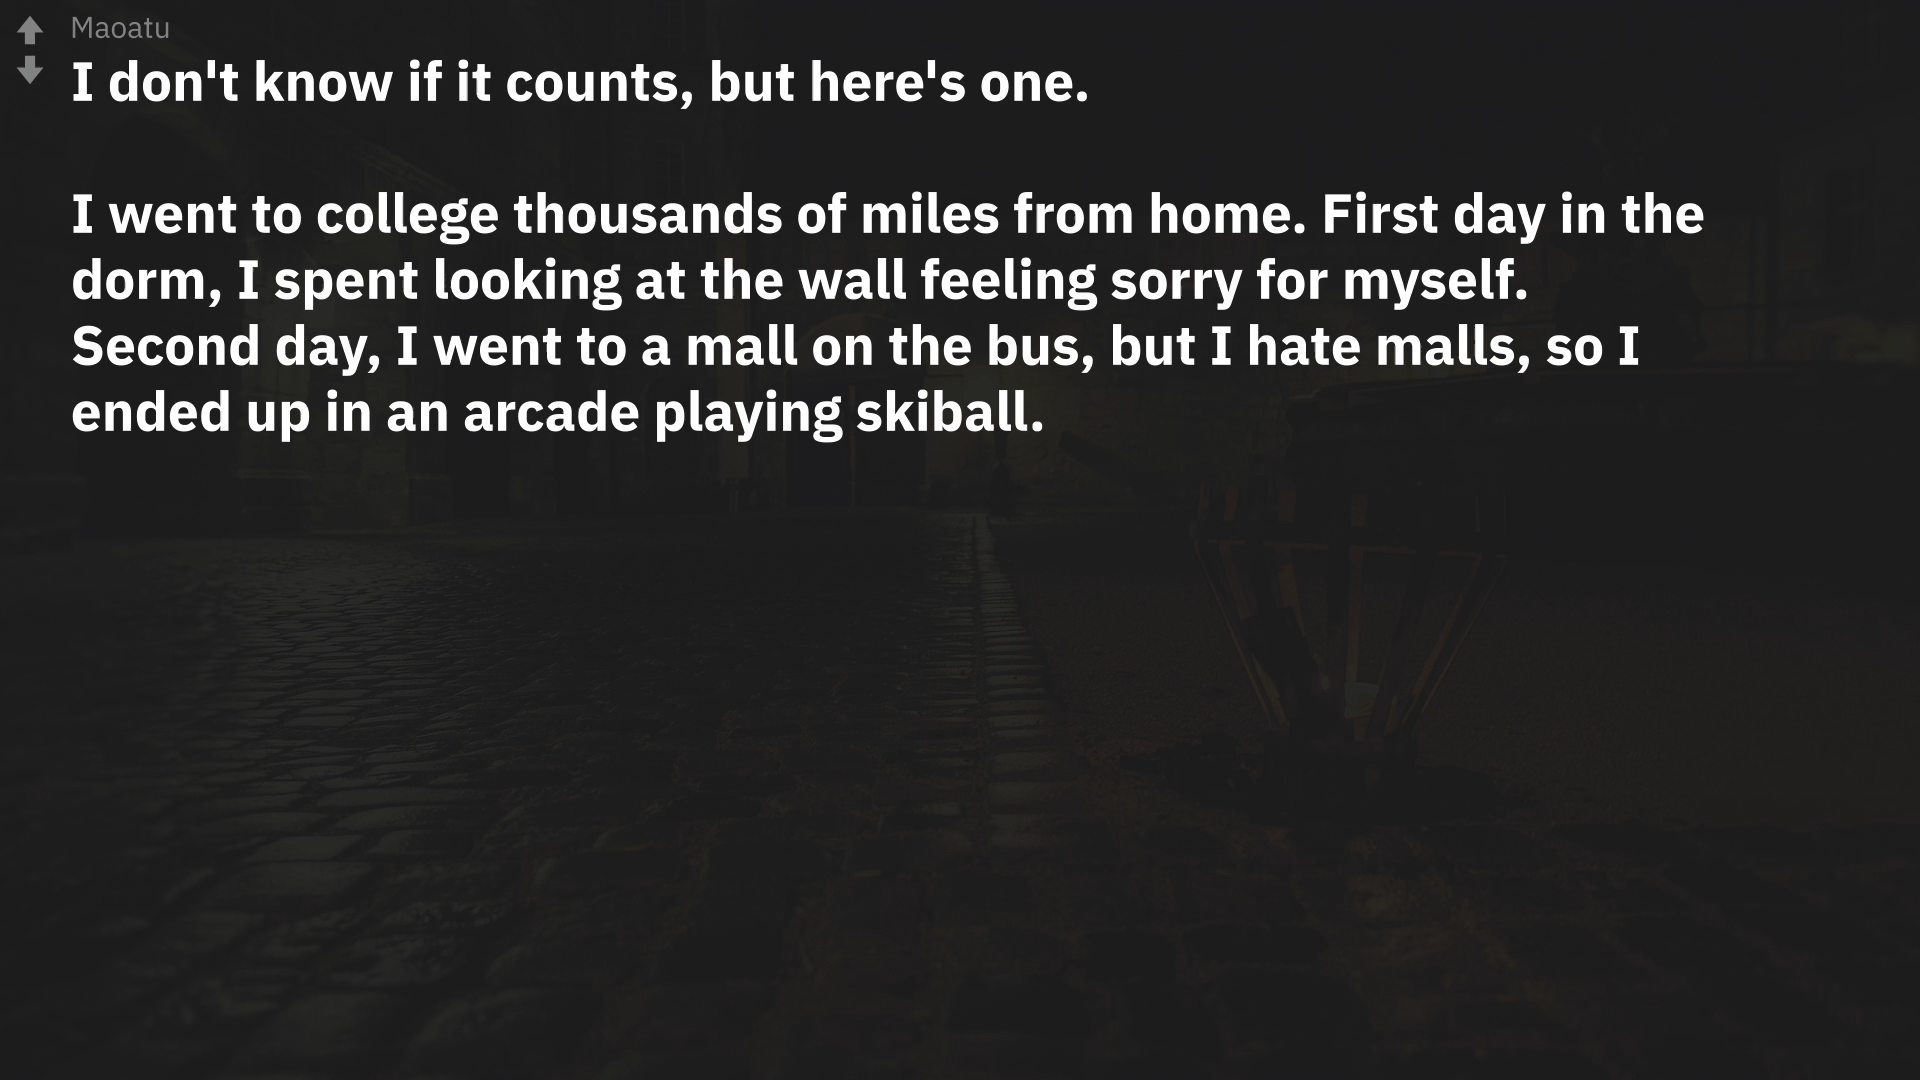 Maoatu
I don't know if it counts, but here's one.
I went to college thousands of miles from home. First day in the
dorm, I spent looking at the wall feeling sorry for myself.
Second day, I went to a mall on the bus, but I hate malls, so I
ended up in an arcade playing skiball.